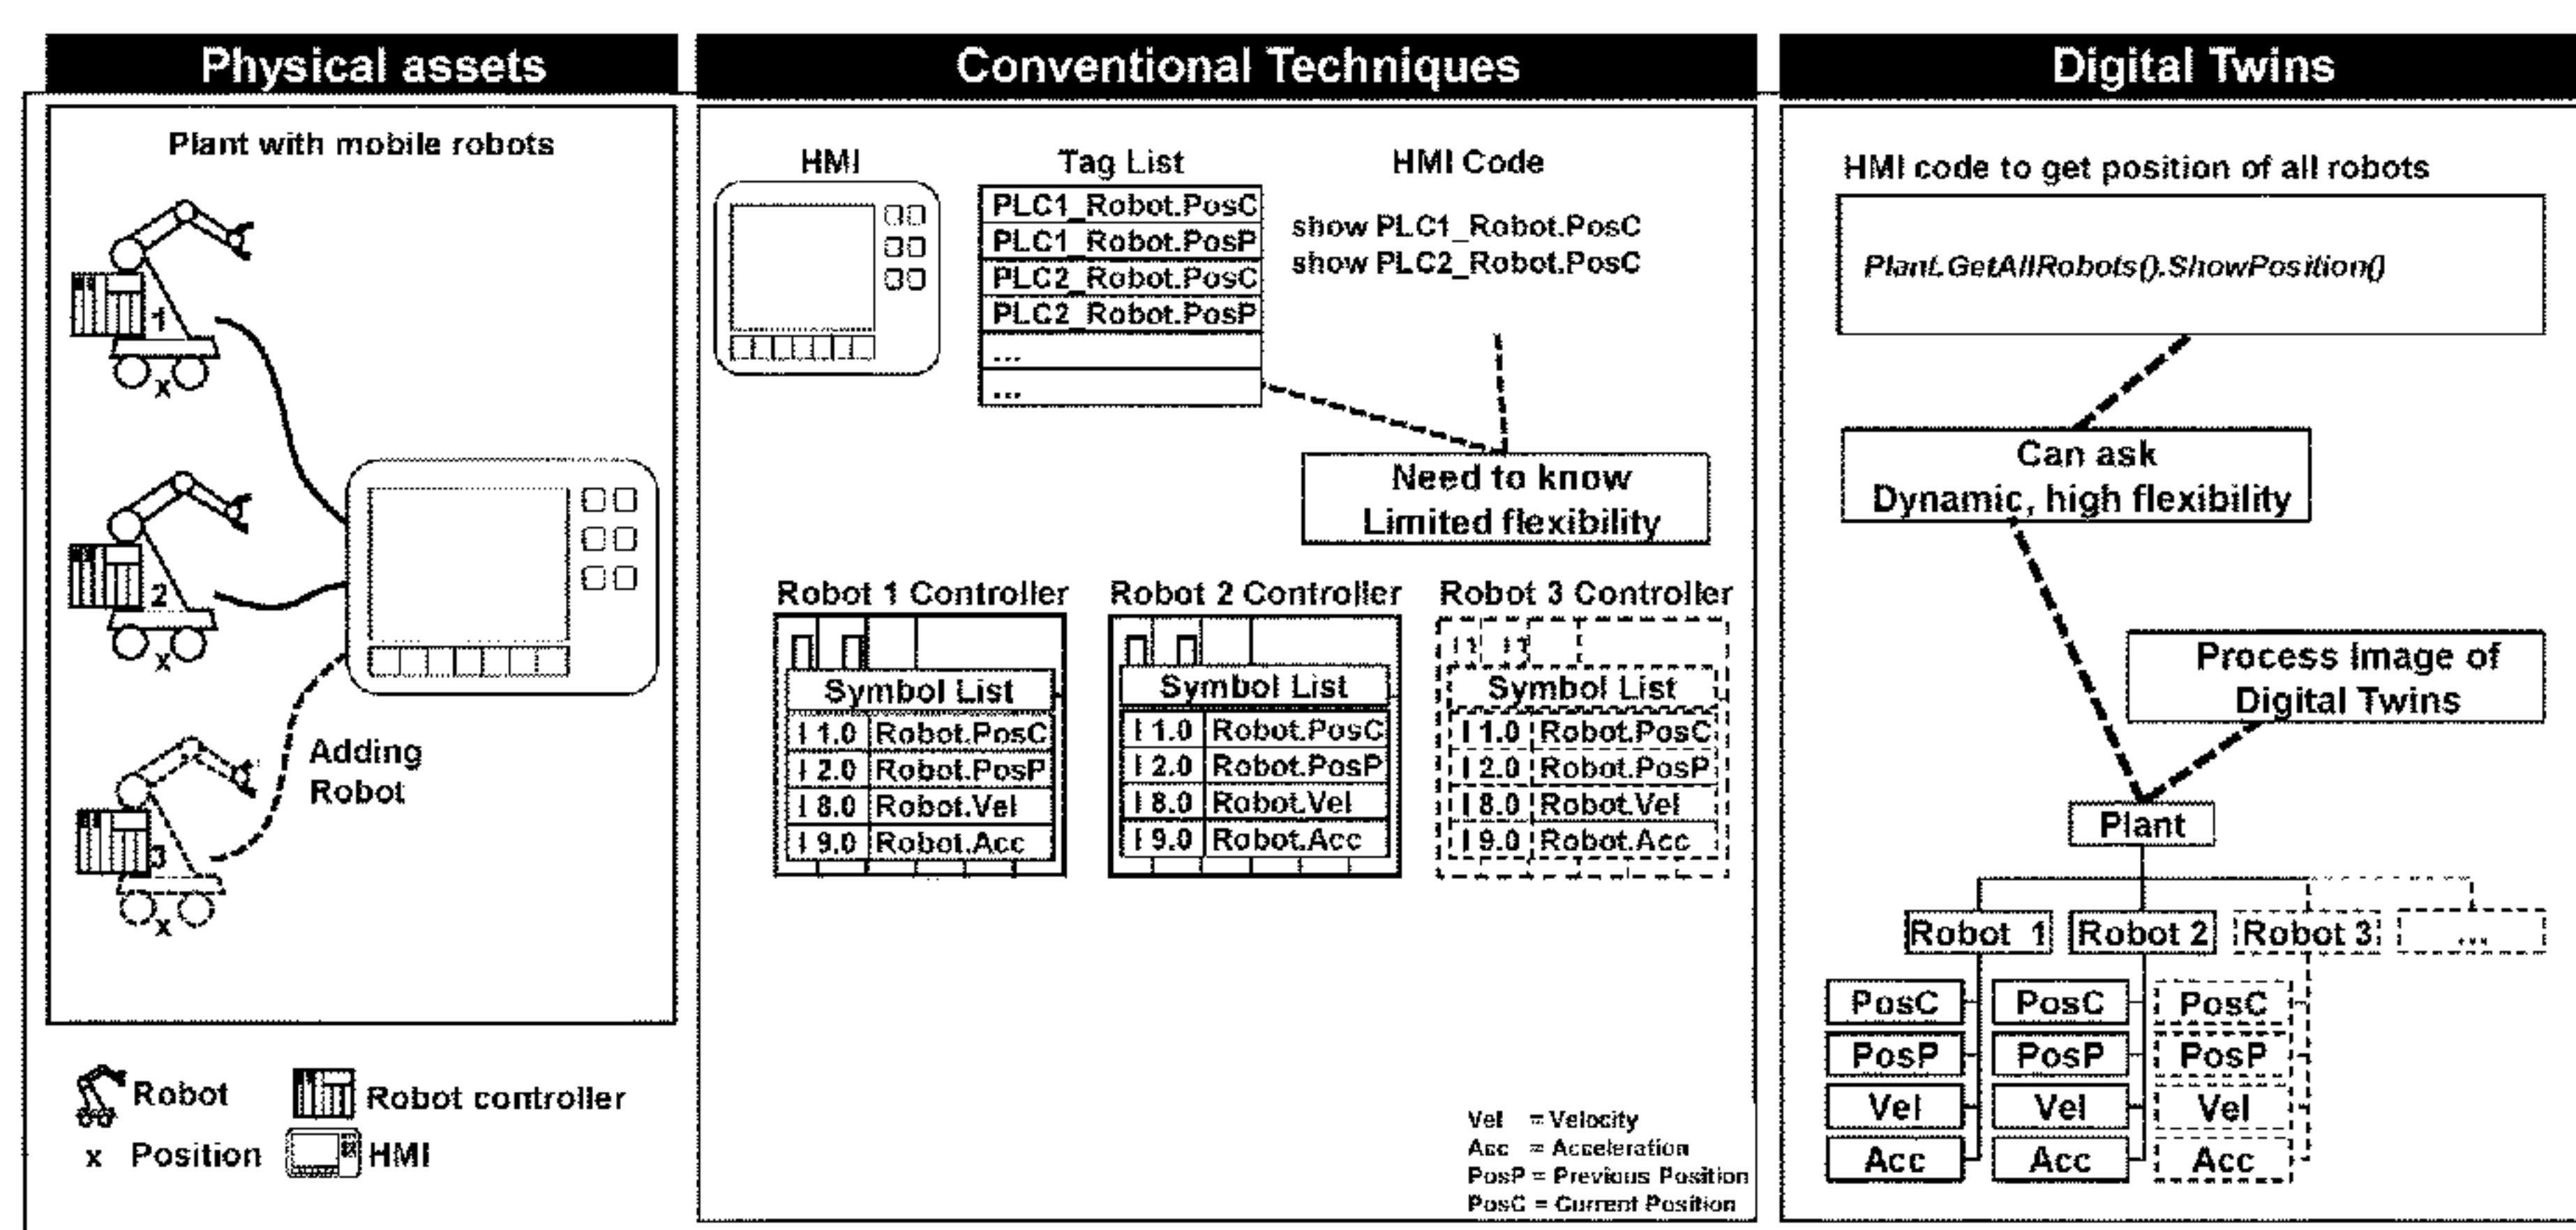 Physical assets
Plant with mobile robots
1
x
2
x
Adding
Robot
3
x
Robot
Robot controller
x Position
HMI
Conventional Techniques
HMI
Tag List
PLC1_Robot.PosC
PLC1_Robot.PosP
PLC2_Robot.PosC
PLC2_Robot.PosP
...
...
HMI Code
show PLC1_Robot.PosC
show PLC2_Robot.PosC
Need to know
Limited flexibility
Robot 1 Controller
Symbol List
I 1.0 Robot.PosC
I 2.0 Robot.PosP
I 8.0 Robot.Vel
I 9.0 Robot.Acc
Robot 2 Controller
Symbol List
I 1.0 Robot.PosC
I 2.0 Robot.PosP
I 8.0 Robot.Vel
I 9.0 Robot.Acc
Robot 3 Controller
Symbol List
I 1.0 Robot.PosC
I 2.0 Robot.PosP
I 8.0 Robot.Vel
I 9.0 Robot.Acc
Vel = Velocity
Acc = Acceleration
PosP = Previous Position
PosC = Current Position
Digital Twins
HMI code to get position of all robots
Plant.GetAllRobots().ShowPosition()
Can ask
Dynamic, high flexibility
Process Image of
Digital Twins
Plant
Robot 1 Robot 2 Robot 3 ...
PosC PosC PosC
PosP PosP PosP
Vel Vel Vel
Acc Acc Acc